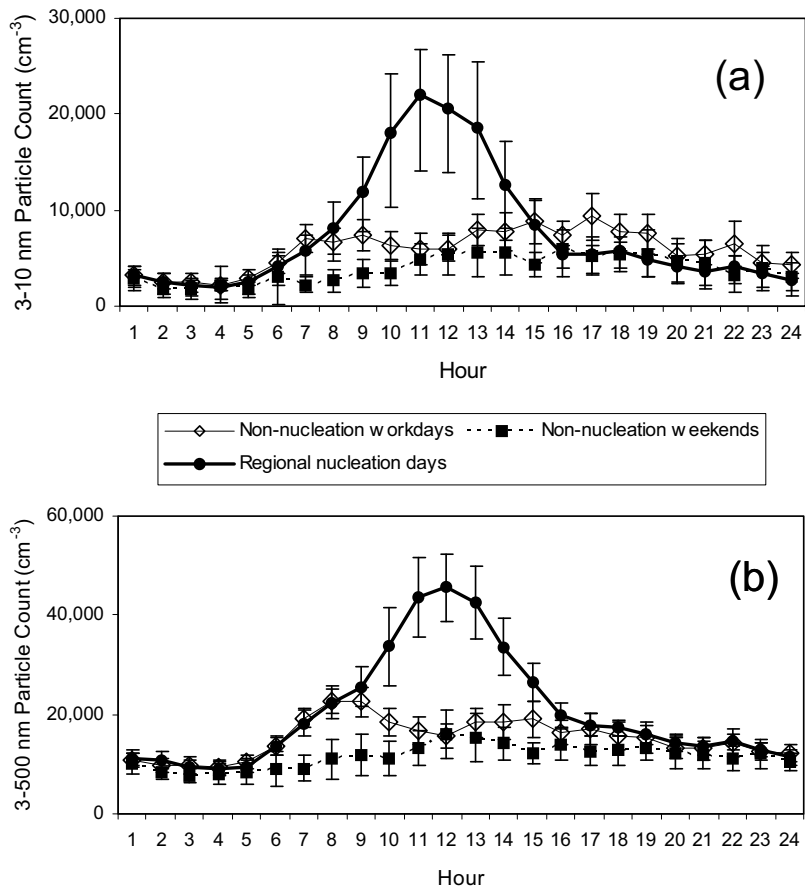 30,000
20,000
10,000
0
3-10 nm Particle Count (cm-3)
(a)
1 2 3 4 5 6 7 8 9 10 11 12 13 14 15 16 17 18 19 20 21 22 23 24
Hour
Non-nucleation w orkdays
Non-nucleation w eekends
Regional nucleation days
60,000
40,000
20,000
0
3-500 nm Particle Count (cm-3)
(b)
1 2 3 4 5 6 7 8 9 10 11 12 13 14 15 16 17 18 19 20 21 22 23 24
Hour